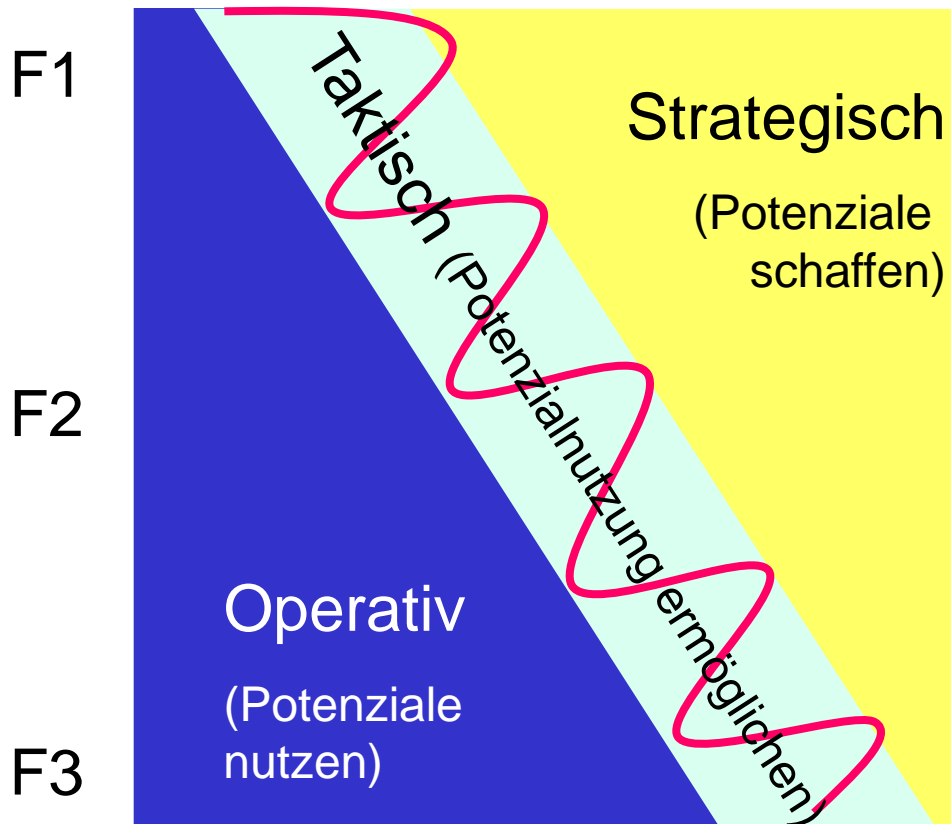 F1
Taktisch (Potenzialnutzung ermöglichen)
Strategisch
(Potenziale
schaffen)
F2
Operativ
(Potenziale
nutzen)
F3